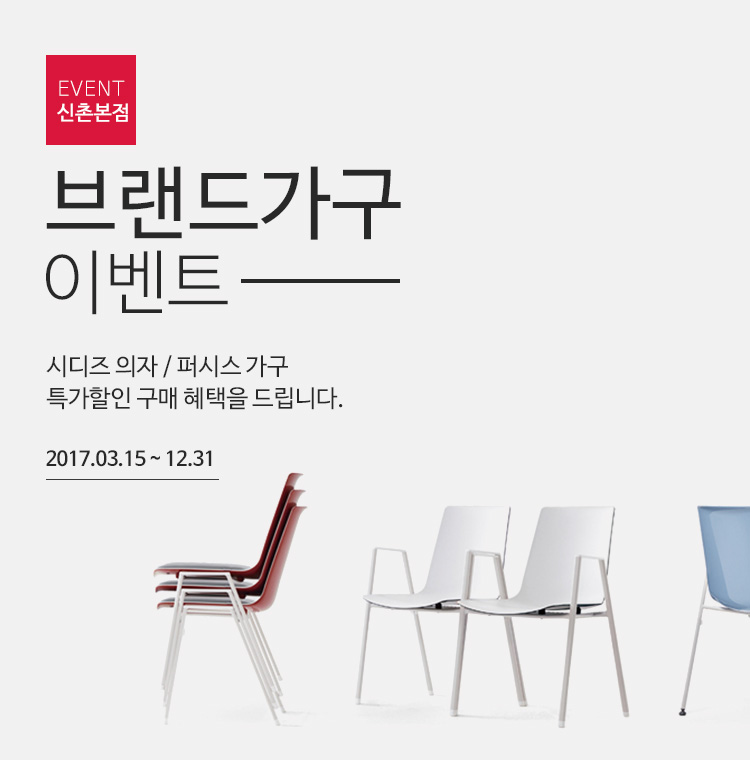 EVENT
신촌본점
브랜드가구
이벤트
시디즈 의자 / 퍼시스 가구
특가할인 구매 혜택을 드립니다.
2017.03.15 ~ 12.31